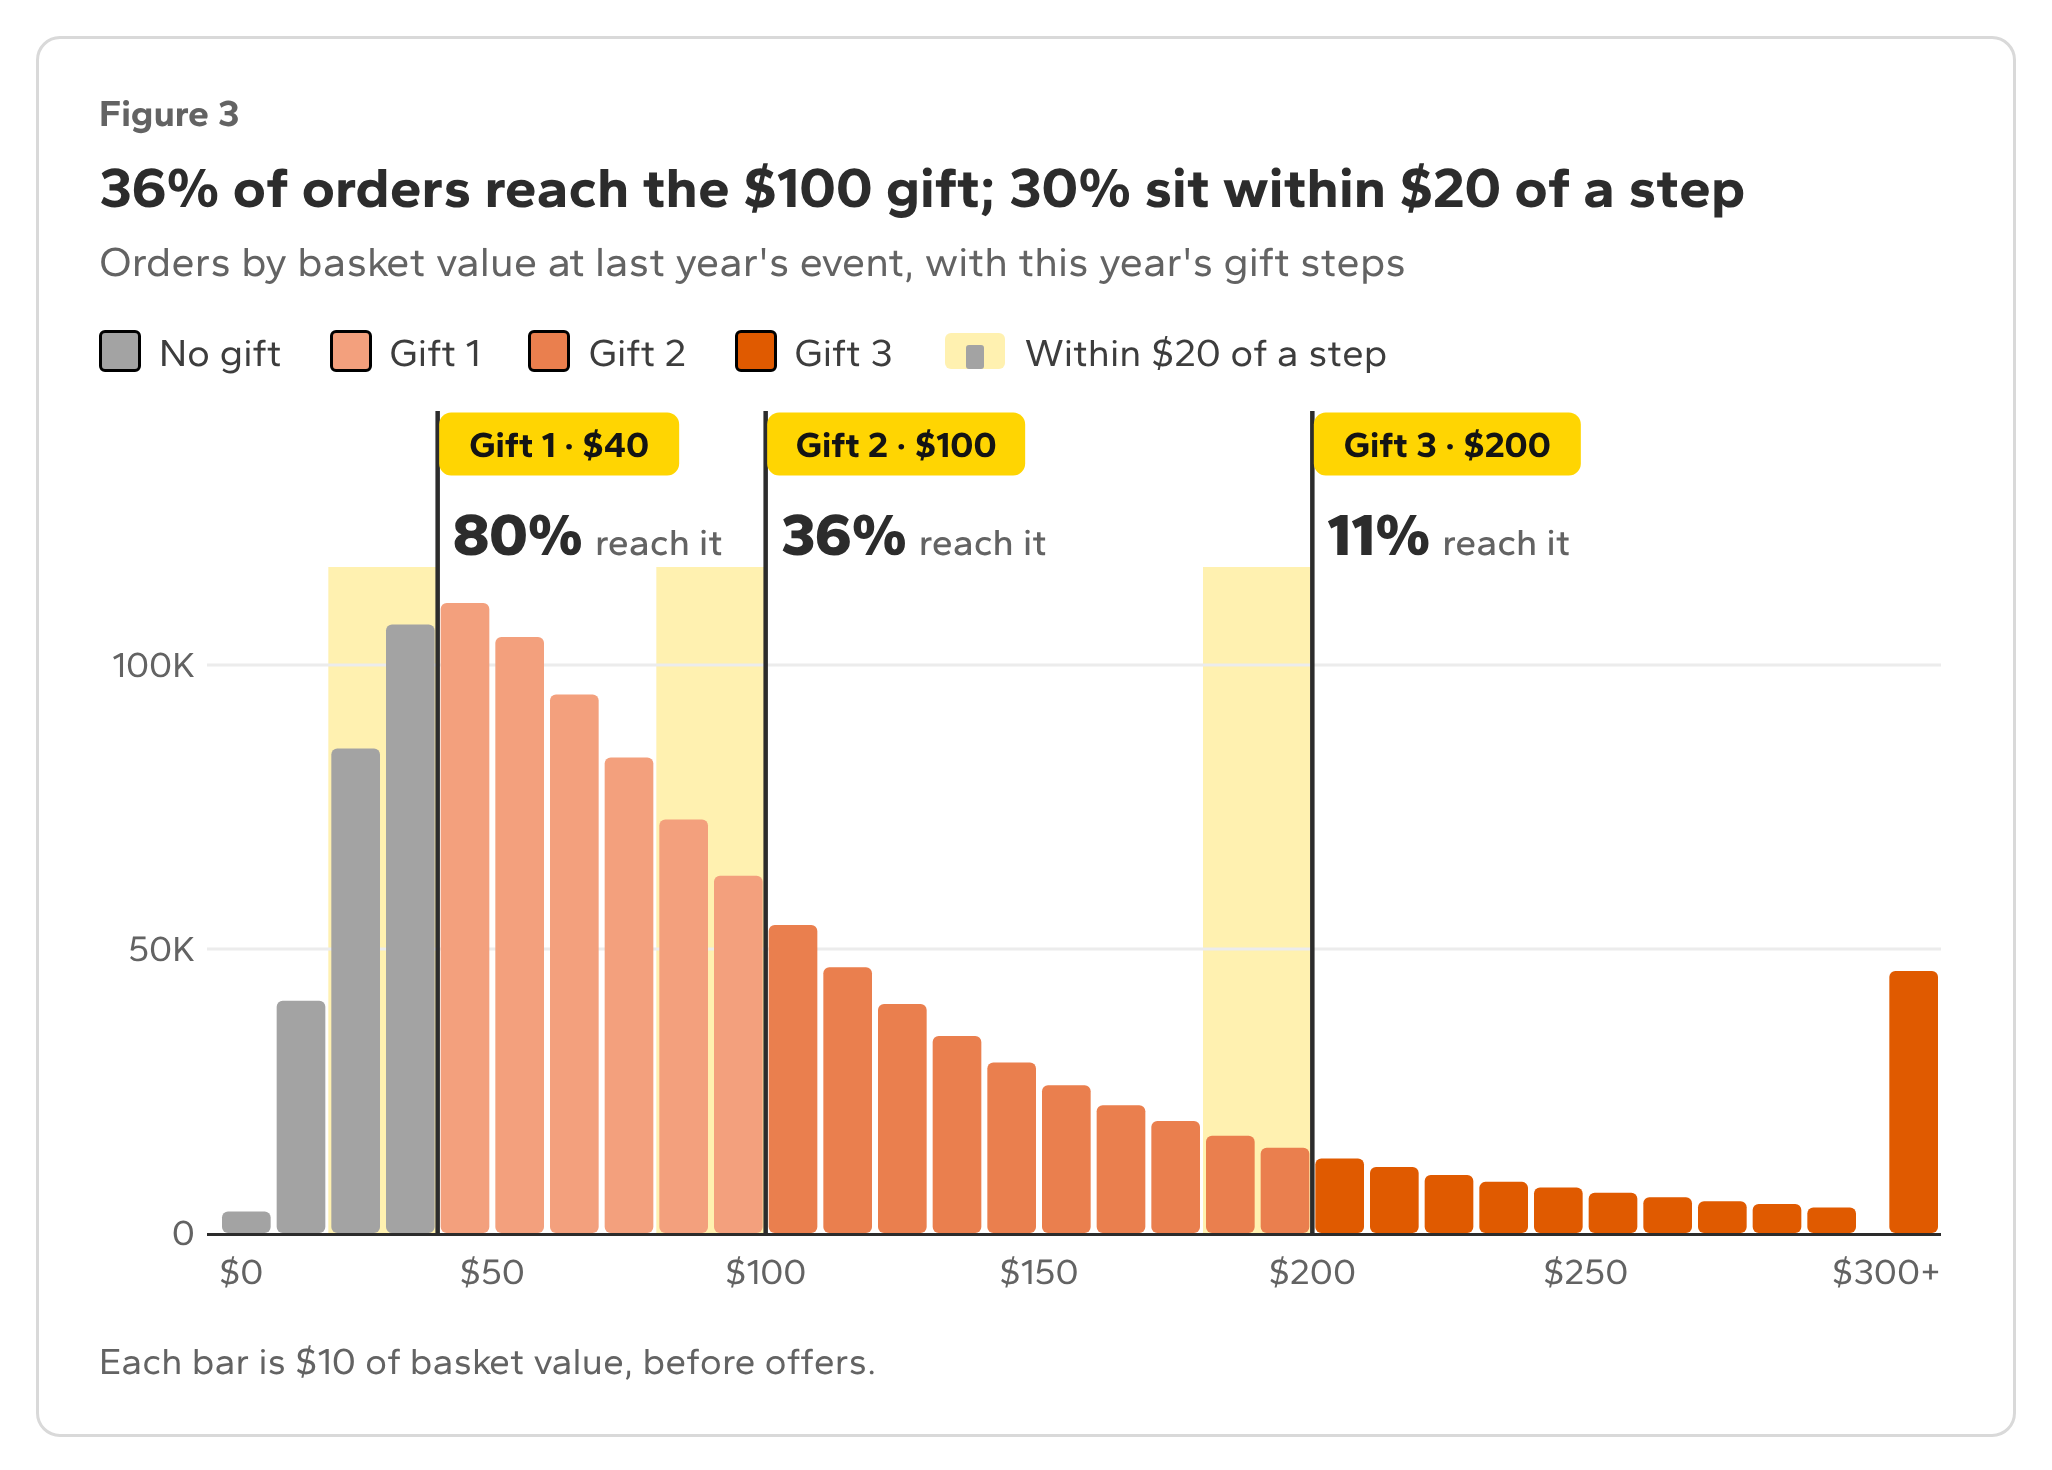 Figure 3
36% of orders reach the $100 gift; 30% sit within $20 of a step
Orders by basket value at last year's event, with this year's gift steps
No gift Gift 1 Gift 2 Gift 3 Within $20 of a step
Gift 1 · $40 Gift 2 · $100 Gift 3 · $200
80% reach it 36% reach it 11% reach it
100K
50K
0
$0 $50 $100 $150 $200 $250 $300+
Each bar is $10 of basket value, before offers.